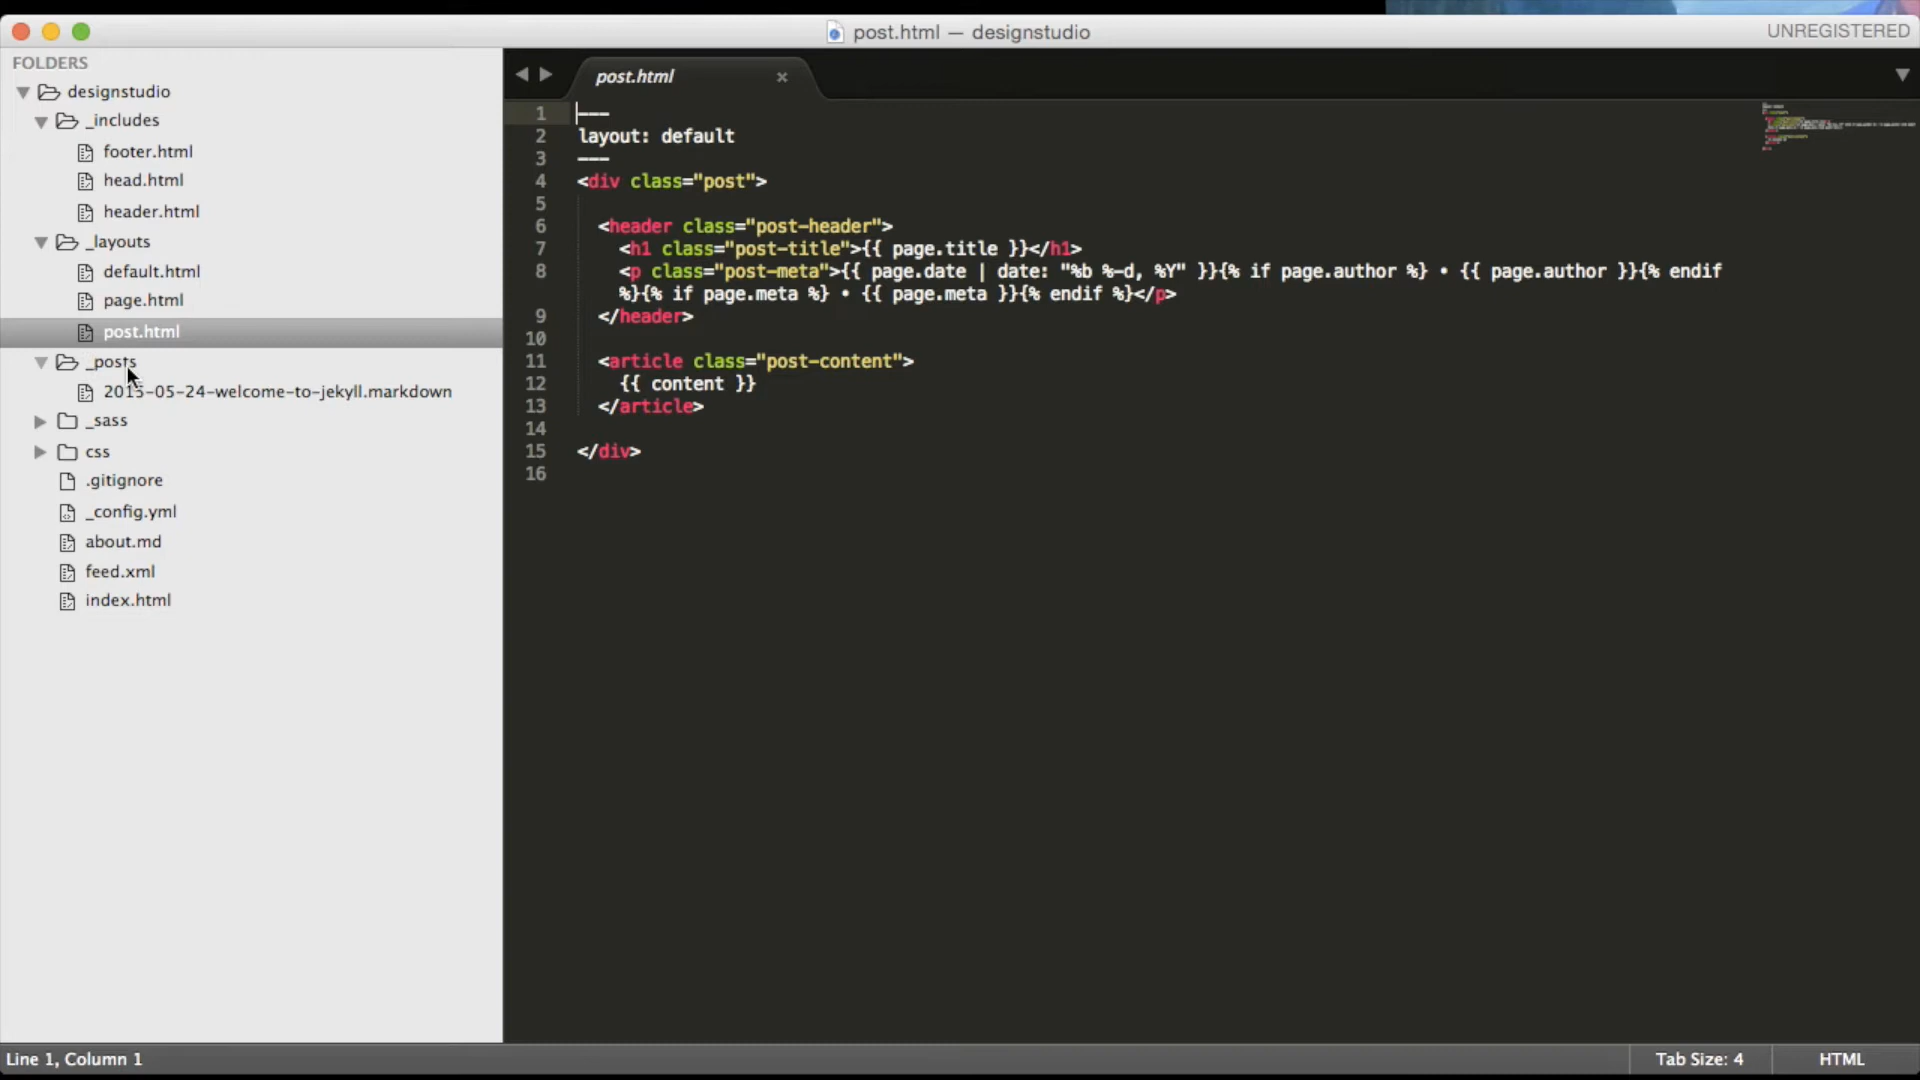 post.html — designstudio
UNREGISTERED
FOLDERS
designstudio
_includes
footer.html
head.html
header.html
_layouts
default.html
page.html
post.html
_posts
2015-05-24-welcome-to-jekyll.markdown
_sass
css
.gitignore
_config.yml
about.md
feed.xml
index.html
post.html ×
1 ---
2 layout: default
3 ---
4 <div class="post">
5
6 <header class="post-header">
7 <h1 class="post-title">{{ page.title }}</h1>
8 <p class="post-meta">{{ page.date | date: "%b %-d, %Y" }}{% if page.author %} • {{ page.author }}{% endif
%}{% if page.meta %} • {{ page.meta }}{% endif %}</p>
9 </header>
10
11 <article class="post-content">
12 {{ content }}
13 </article>
14
15 </div>
16
Line 1, Column 1
Tab Size: 4
HTML